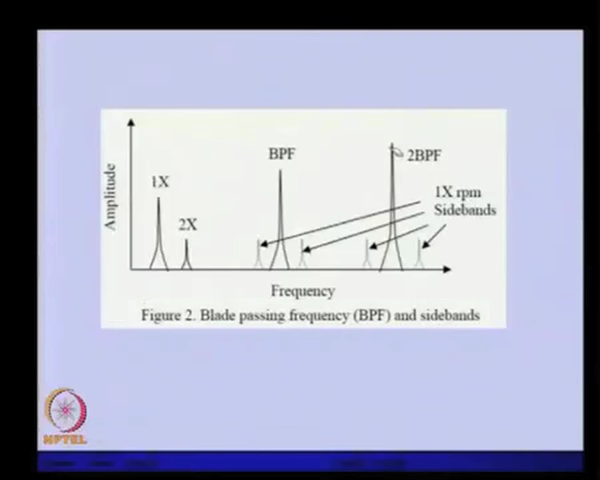 Amplitude
1X
2X
BPF
2BPF
1X rpm
Sidebands
Frequency
Figure 2. Blade passing frequency (BPF) and sidebands
NPTEL